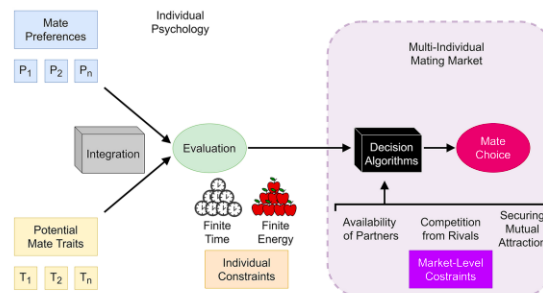 Mate
Preferences
P1 P2 Pn
Individual
Psychology
Multi-Individual
Mating Market
Integration
Evaluation
Decision
Algorithms
Mate
Choice
Finite
Time
Finite
Energy
Individual
Constraints
Potential
Mate Traits
T1 T2 Tn
Availability
of Partners
Competition
from Rivals
Securing
Mutual
Attraction
Market-Level
Costraints